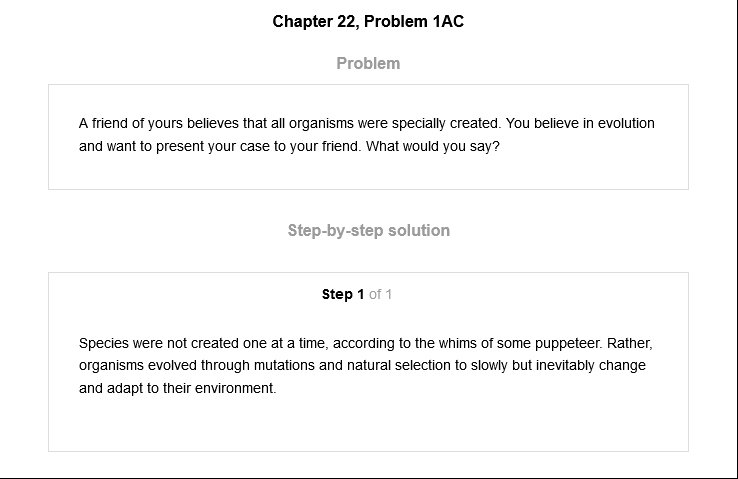 Chapter 22, Problem 1AC
Problem
A friend of yours believes that all organisms were specially created. You believe in evolution
and want to present your case to your friend. What would you say?
Step-by-step solution
Step 1 of 1
Species were not created one at a time, according to the whims of some puppeteer. Rather,
organisms evolved through mutations and natural selection to slowly but inevitably change
and adapt to their environment.